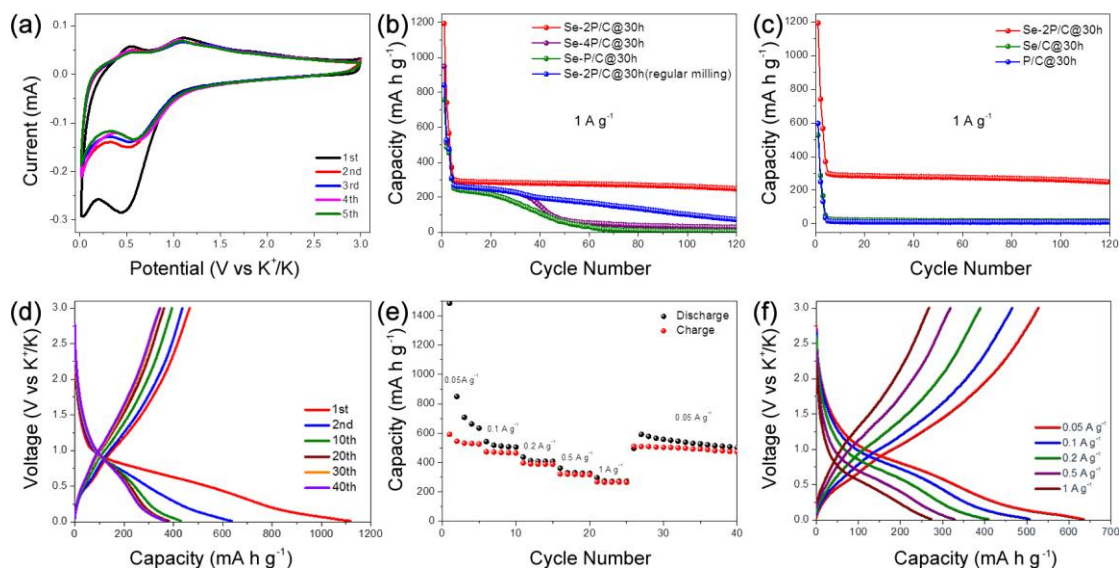 (a)
0.1
0.0
-0.1
-0.2
-0.3
Current (mA)
1st
2nd
3rd
4th
5th
0.0 0.5 1.0 1.5 2.0 2.5 3.0
Potential (V vs K⁺/K)
(b)
1200
1000
800
600
400
200
0
Capacity (mA h g⁻¹)
Se-2P/C@30h
Se-4P/C@30h
Se-P/C@30h
Se-2P/C@30h(regular milling)
1 A g⁻¹
0 20 40 60 80 100 120
Cycle Number
(c)
1200
1000
800
600
400
200
0
Capacity (mA h g⁻¹)
Se-2P/C@30h
Se/C@30h
P/C@30h
1 A g⁻¹
0 20 40 60 80 100 120
Cycle Number
(d)
3.0
2.5
2.0
1.5
1.0
0.5
0.0
Voltage (V vs K⁺/K)
1st
2nd
10th
20th
30th
40th
0 200 400 600 800 1000 1200
Capacity (mA h g⁻¹)
(e)
1400
1200
1000
800
600
400
200
0
Capacity (mA h g⁻¹)
Discharge
Charge
0.05A g⁻¹
0.1 A g⁻¹
0.2 A g⁻¹
0.5 A g⁻¹
1A g⁻¹
0.05 A g⁻¹
0 10 20 30 40
Cycle Number
(f)
3.0
2.5
2.0
1.5
1.0
0.5
0.0
Voltage (V vs K⁺/K)
0.05 A g⁻¹
0.1 A g⁻¹
0.2 A g⁻¹
0.5 A g⁻¹
1 A g⁻¹
0 100 200 300 400 500 600 700
Capacity (mA h g⁻¹)